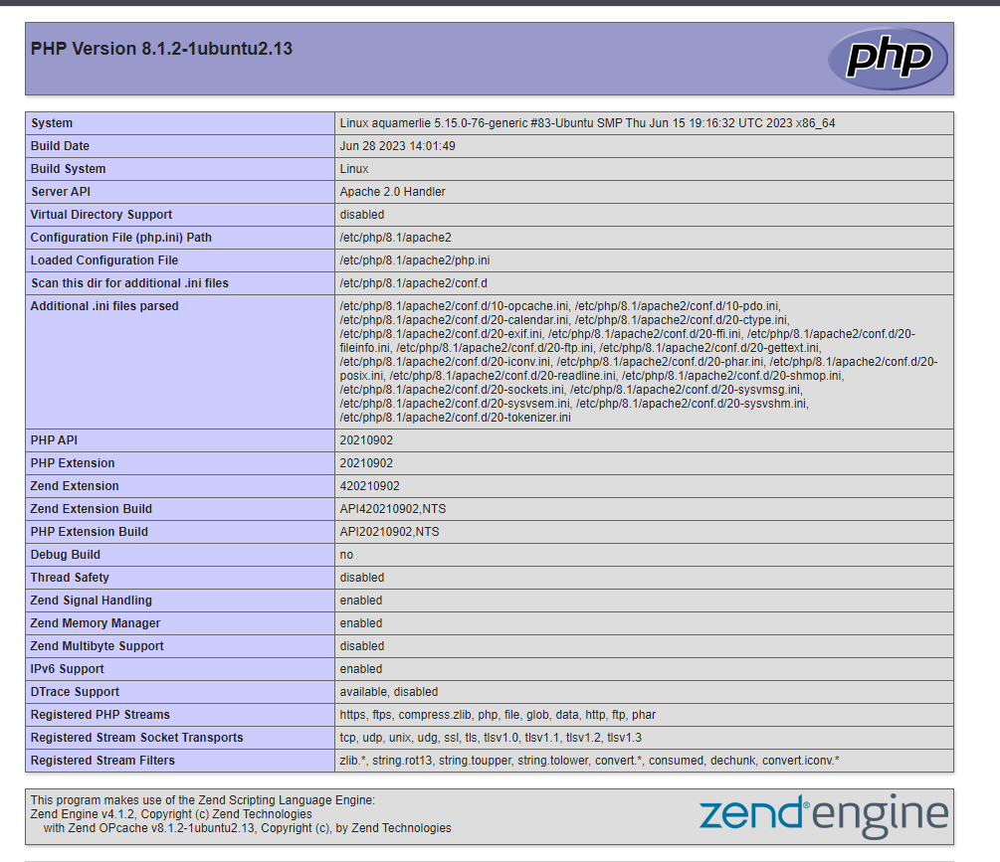 PHP Version 8.1.2-1ubuntu2.13
php
System Linux aquamerlie 5.15.0-76-generic #83-Ubuntu SMP Thu Jun 15 19:16:32 UTC 2023 x86_64
Build Date Jun 28 2023 14:01:49
Build System Linux
Server API Apache 2.0 Handler
Virtual Directory Support disabled
Configuration File (php.ini) Path /etc/php/8.1/apache2
Loaded Configuration File /etc/php/8.1/apache2/php.ini
Scan this dir for additional .ini files /etc/php/8.1/apache2/conf.d
Additional .ini files parsed /etc/php/8.1/apache2/conf.d/10-opcache.ini, /etc/php/8.1/apache2/conf.d/10-pdo.ini,
/etc/php/8.1/apache2/conf.d/20-calendar.ini, /etc/php/8.1/apache2/conf.d/20-ctype.ini,
/etc/php/8.1/apache2/conf.d/20-exif.ini, /etc/php/8.1/apache2/conf.d/20-ffi.ini, /etc/php/8.1/apache2/conf.d/20-
fileinfo.ini, /etc/php/8.1/apache2/conf.d/20-ftp.ini, /etc/php/8.1/apache2/conf.d/20-gettext.ini,
/etc/php/8.1/apache2/conf.d/20-iconv.ini, /etc/php/8.1/apache2/conf.d/20-phar.ini, /etc/php/8.1/apache2/conf.d/20-
posix.ini, /etc/php/8.1/apache2/conf.d/20-readline.ini, /etc/php/8.1/apache2/conf.d/20-shmop.ini,
/etc/php/8.1/apache2/conf.d/20-sockets.ini, /etc/php/8.1/apache2/conf.d/20-sysvmsg.ini,
/etc/php/8.1/apache2/conf.d/20-sysvsem.ini, /etc/php/8.1/apache2/conf.d/20-sysvshm.ini,
/etc/php/8.1/apache2/conf.d/20-tokenizer.ini
PHP API 20210902
PHP Extension 20210902
Zend Extension 420210902
Zend Extension Build API420210902,NTS
PHP Extension Build API20210902,NTS
Debug Build no
Thread Safety disabled
Zend Signal Handling enabled
Zend Memory Manager enabled
Zend Multibyte Support disabled
IPv6 Support enabled
DTrace Support available, disabled
Registered PHP Streams https, ftps, compress.zlib, php, file, glob, data, http, ftp, phar
Registered Stream Socket Transports tcp, udp, unix, udg, ssl, tls, tlsv1.0, tlsv1.1, tlsv1.2, tlsv1.3
Registered Stream Filters zlib.*, string.rot13, string.toupper, string.tolower, convert.*, consumed, dechunk, convert.iconv.*
This program makes use of the Zend Scripting Language Engine:
Zend Engine v4.1.2, Copyright (c) Zend Technologies
with Zend OPcache v8.1.2-1ubuntu2.13, Copyright (c), by Zend Technologies
zend®engine